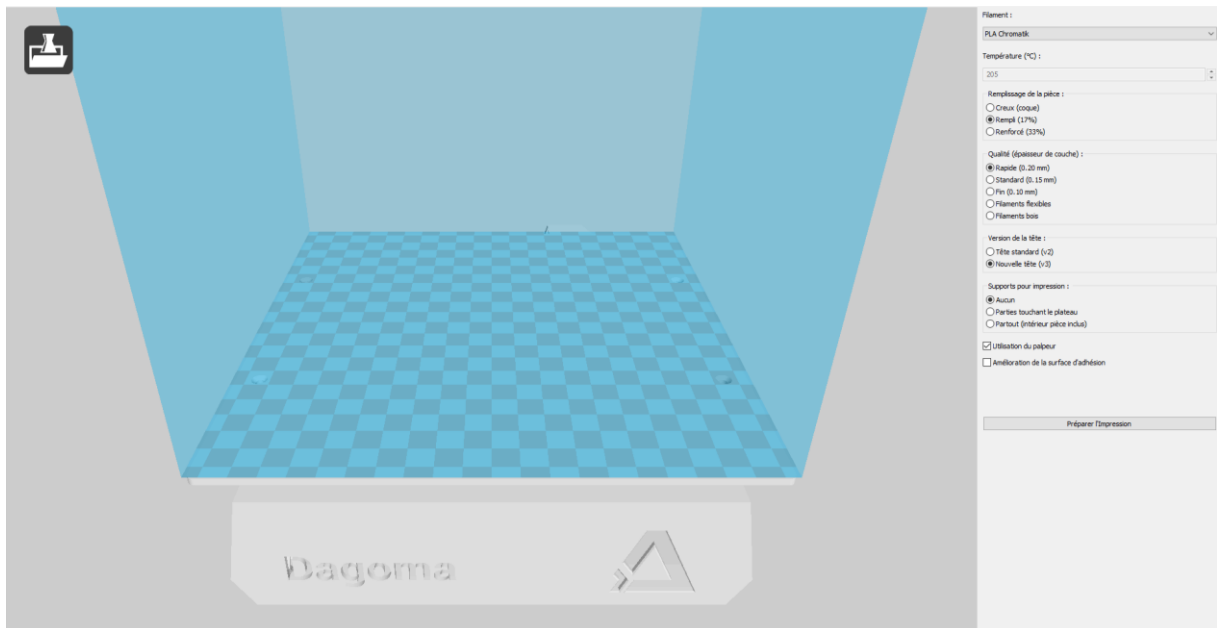 Filament :
PLA Chromatik
Température (°C) :
205
Remplissage de la pièce :
Creux (coque)
Rempli (17%)
Renforcé (33%)
Qualité (épaisseur de couche) :
Rapide (0.20 mm)
Standard (0.15 mm)
Fin (0.10 mm)
Filaments flexibles
Filaments bois
Version de la tête :
Tête standard (v2)
Nouvelle tête (v3)
Supports pour impression :
Aucun
Parties touchant le plateau
Partout (intérieur pièce inclus)
Utilisation du palpeur
Amélioration de la surface d'adhésion
Préparer l'Impression
Dagoma